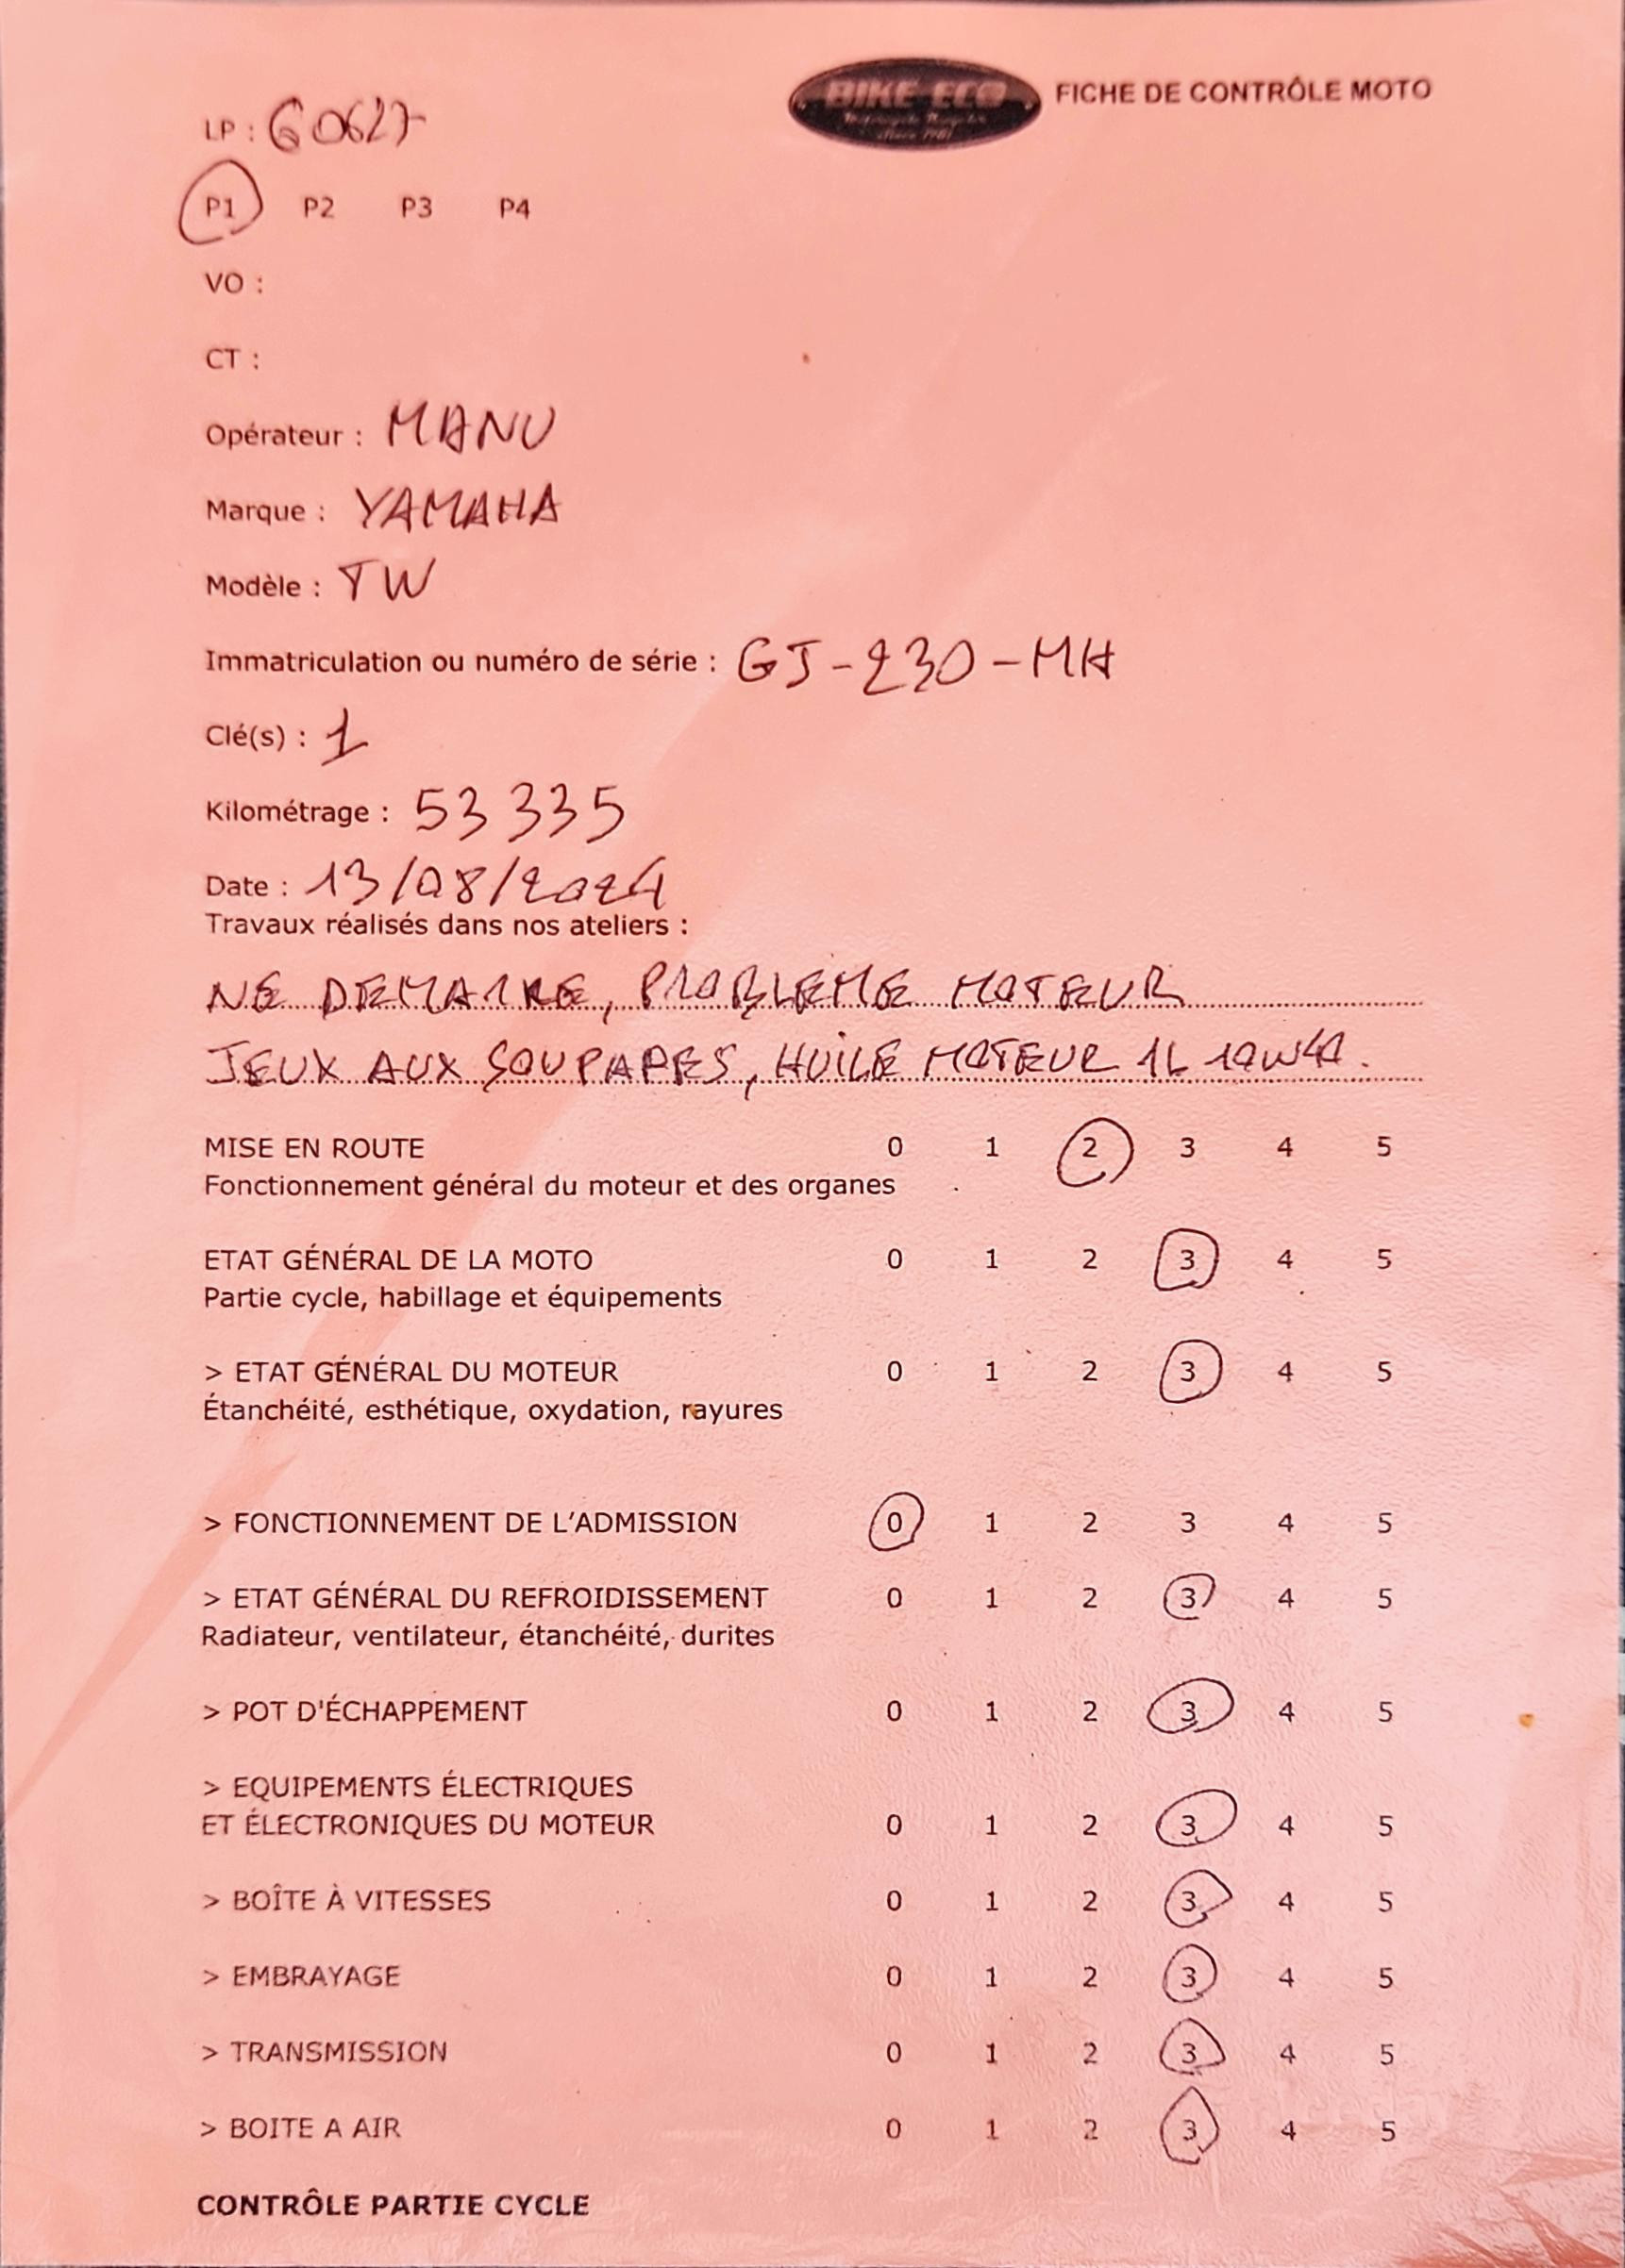 BIKE ECO FICHE DE CONTRÔLE MOTO
LP : G0627
P1 P2 P3 P4
VO :
CT :
Opérateur : MANU
Marque : YAMAHA
Modèle : TW
Immatriculation ou numéro de série : GJ-230-MH
Clé(s) : 1
Kilométrage : 53 335
Date : 13/08/2024
Travaux réalisés dans nos ateliers :
NE DEMARRE, PROBLEME MOTEUR
JEUX AUX SOUPAPES, HUILE MOTEUR 1L 10W40.
MISE EN ROUTE 0 1 2 3 4 5
Fonctionnement général du moteur et des organes
ETAT GÉNÉRAL DE LA MOTO 0 1 2 3 4 5
Partie cycle, habillage et équipements
> ETAT GÉNÉRAL DU MOTEUR 0 1 2 3 4 5
Étanchéité, esthétique, oxydation, rayures
> FONCTIONNEMENT DE L'ADMISSION 0 1 2 3 4 5
> ETAT GÉNÉRAL DU REFROIDISSEMENT 0 1 2 3 4 5
Radiateur, ventilateur, étanchéité, durites
> POT D'ÉCHAPPEMENT 0 1 2 3 4 5
> EQUIPEMENTS ÉLECTRIQUES
ET ÉLECTRONIQUES DU MOTEUR 0 1 2 3 4 5
> BOÎTE À VITESSES 0 1 2 3 4 5
> EMBRAYAGE 0 1 2 3 4 5
> TRANSMISSION 0 1 2 3 4 5
> BOITE A AIR 0 1 2 3 4 5
CONTRÔLE PARTIE CYCLE